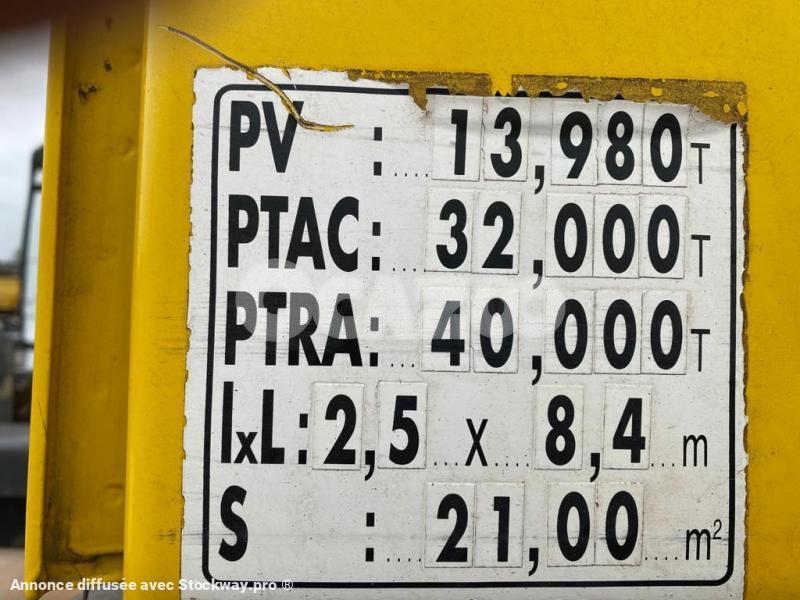 PV : .... 13,980 T
PTAC : .... 32,000 T
PTRA : ... 40,000 T
lxL : 2,5 ... x .... 8,4 ... m
S : .... 21,00 .... m²
Annonce diffusée avec Stockway.pro ®